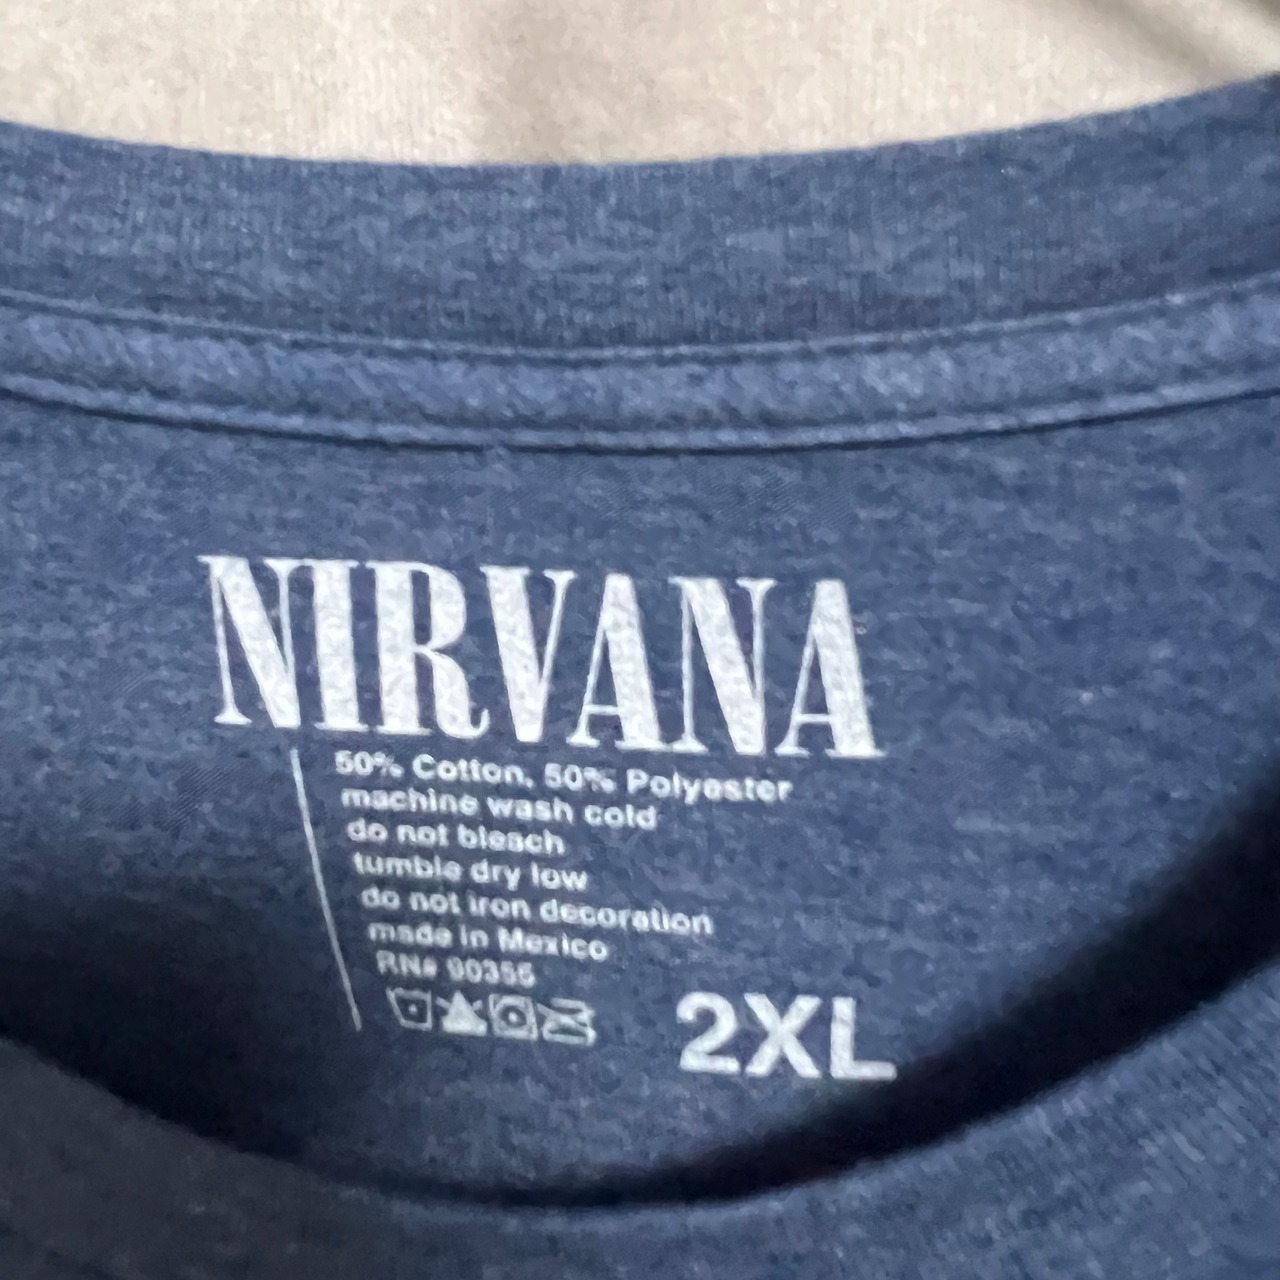 NIRVANA
50% Cotton, 50% Polyester
machine wash cold
do not bleach
tumble dry low
do not iron decoration
made in Mexico
RN# 90356
2XL